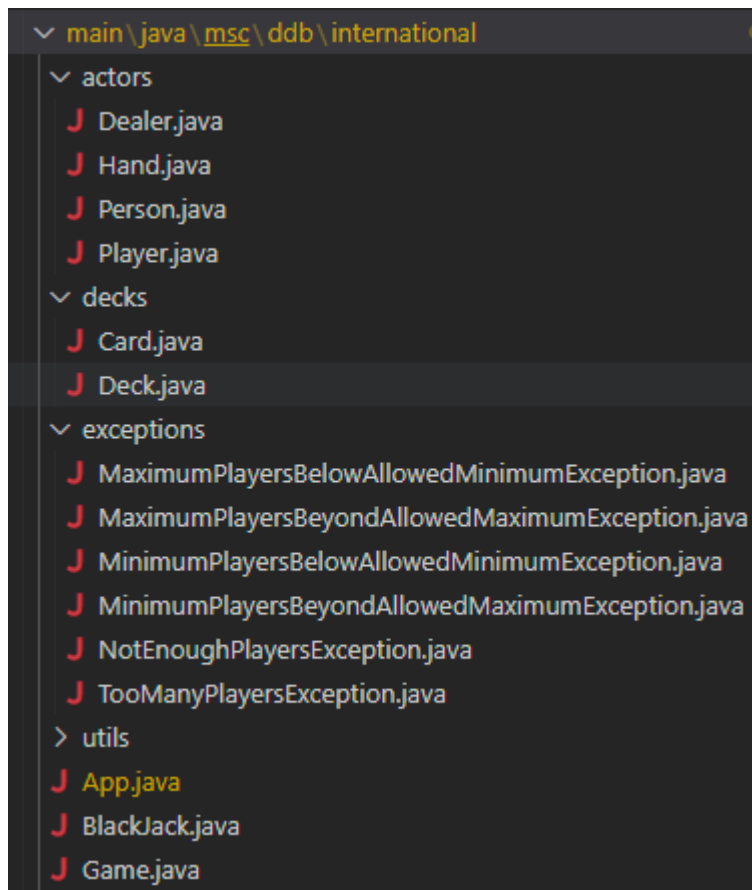 main\java\msc\ddb\international
actors
J Dealer.java
J Hand.java
J Person.java
J Player.java
decks
J Card.java
J Deck.java
exceptions
J MaximumPlayersBelowAllowedMinimumException.java
J MaximumPlayersBeyondAllowedMaximumException.java
J MinimumPlayersBelowAllowedMinimumException.java
J MinimumPlayersBeyondAllowedMaximumException.java
J NotEnoughPlayersException.java
J TooManyPlayersException.java
utils
J App.java
J BlackJack.java
J Game.java